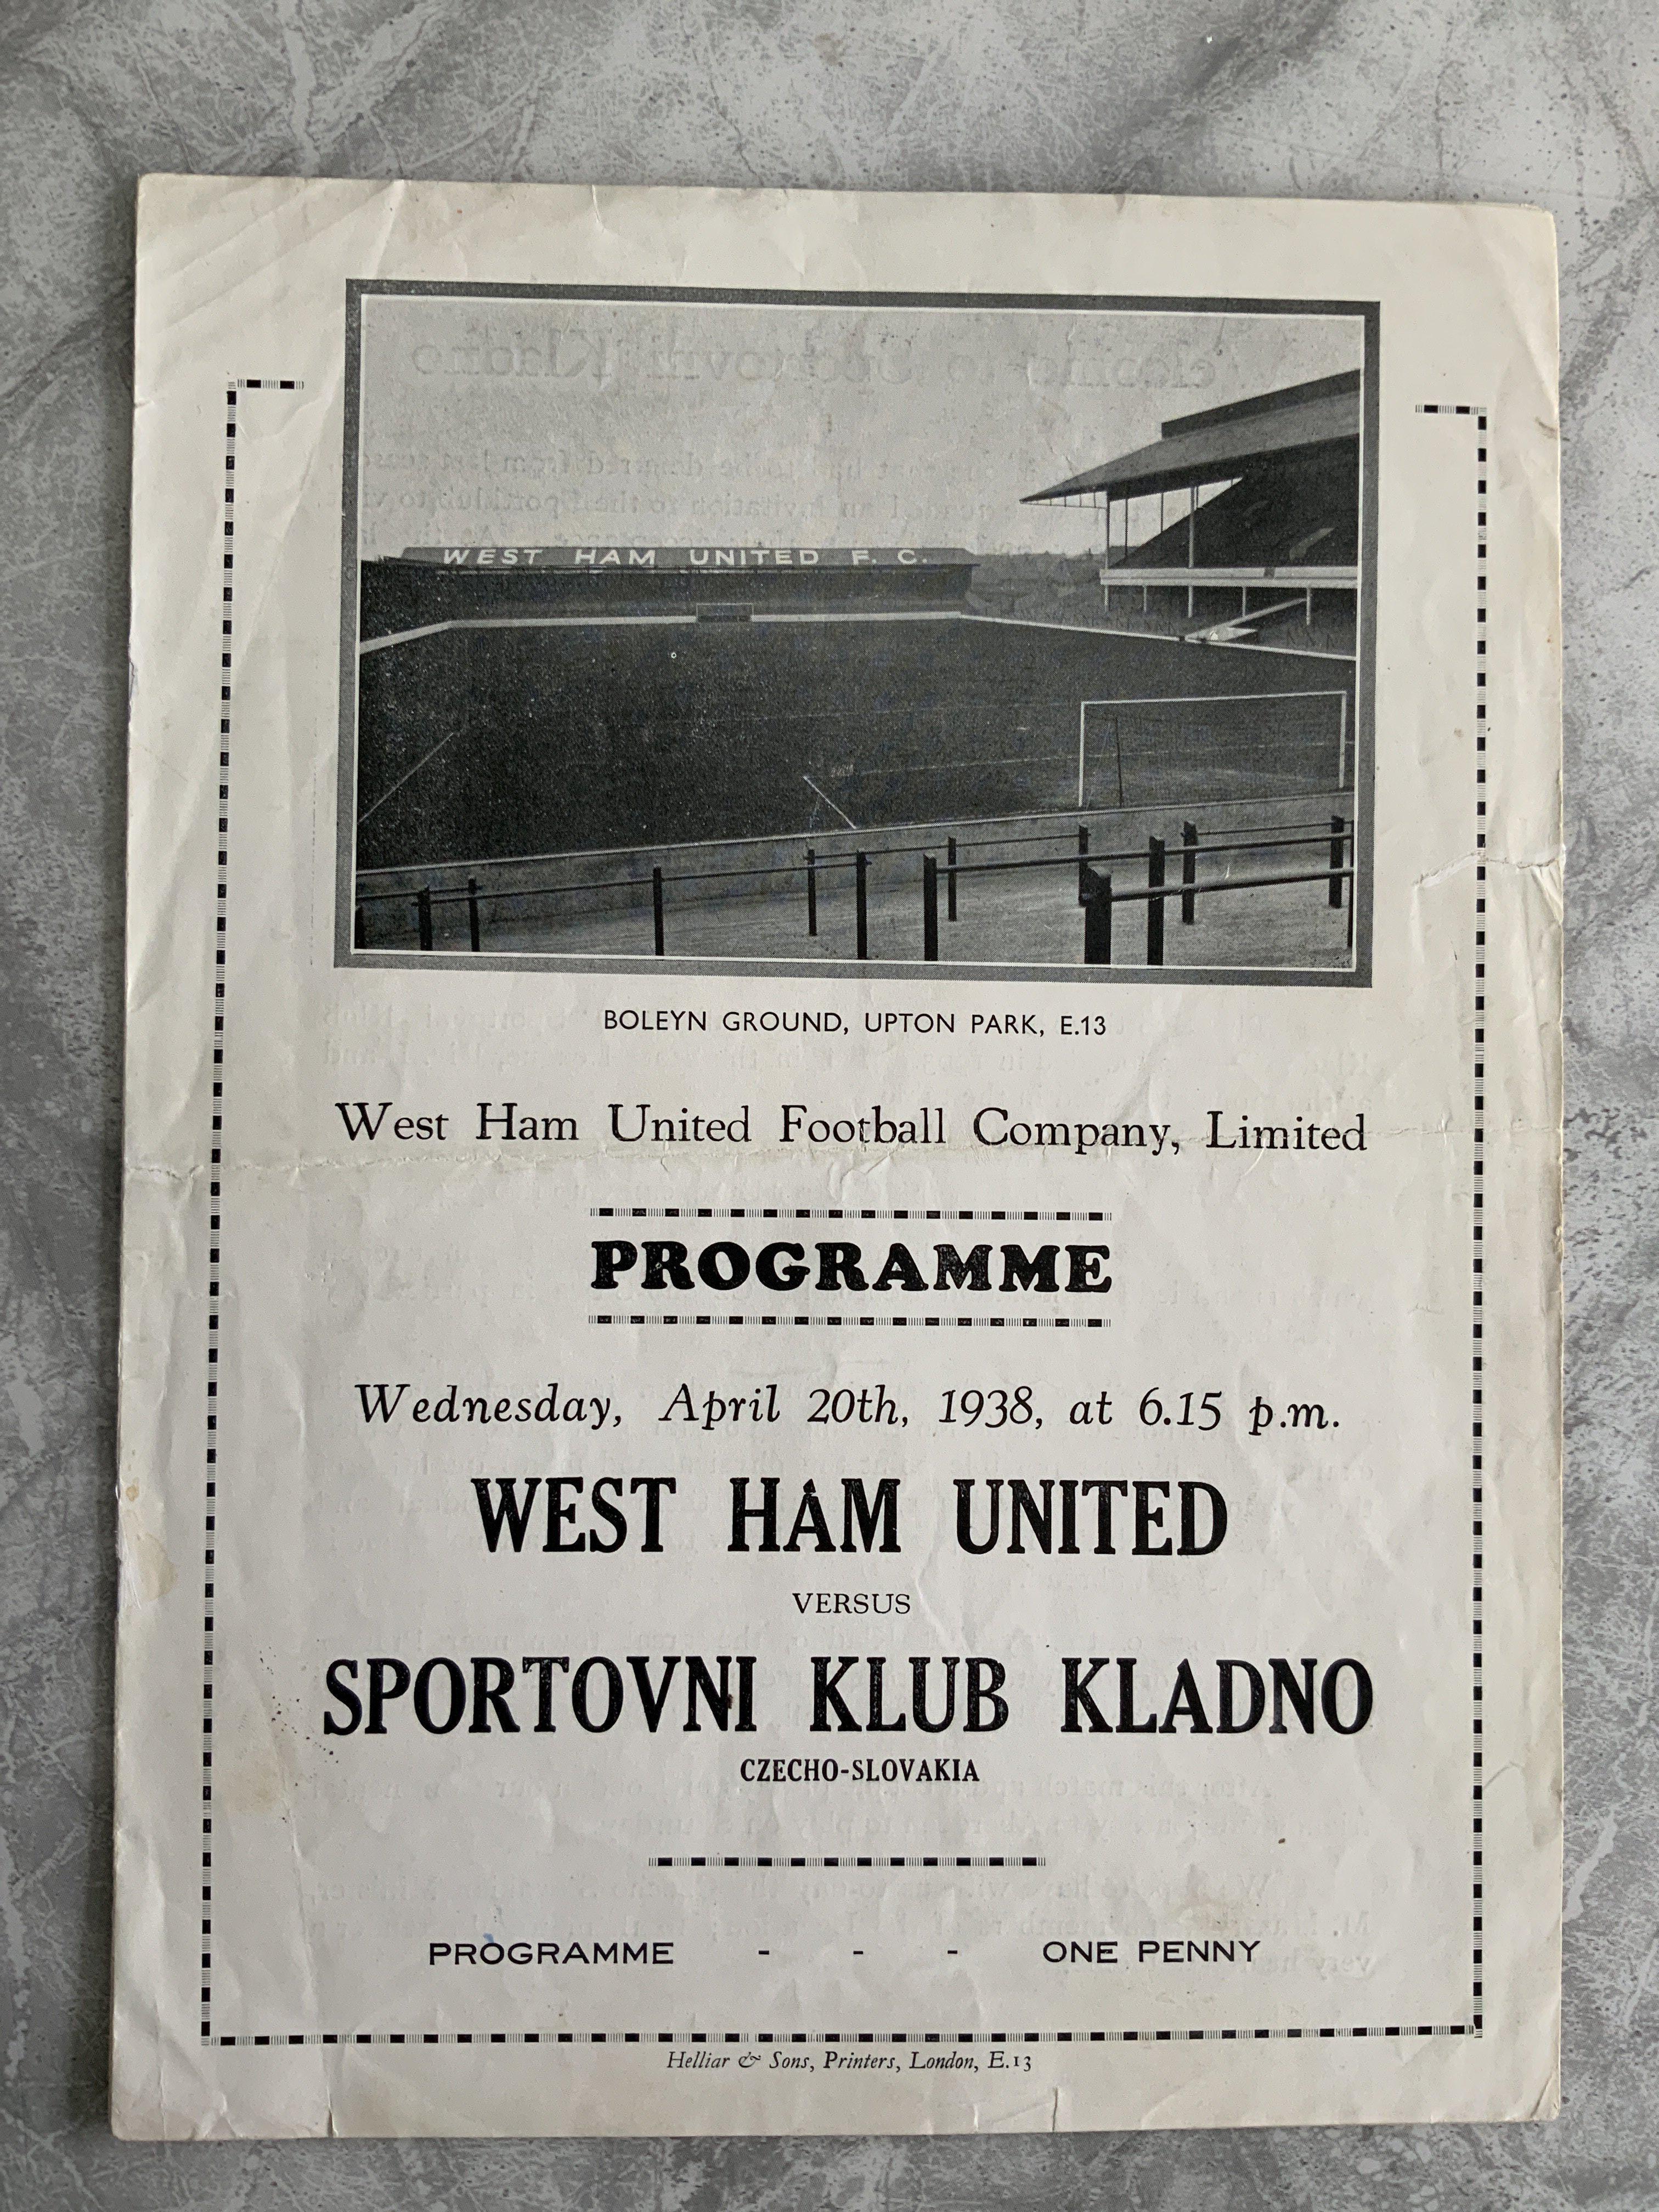 WEST HAM UNITED F. C.
BOLEYN GROUND, UPTON PARK, E.13
West Ham United Football Company, Limited
PROGRAMME
Wednesday, April 20th, 1938, at 6.15 p.m.
WEST HAM UNITED
VERSUS
SPORTOVNI KLUB KLADNO
CZECHO-SLOVAKIA
PROGRAMME - - - ONE PENNY
Helliar & Sons, Printers, London, E.13